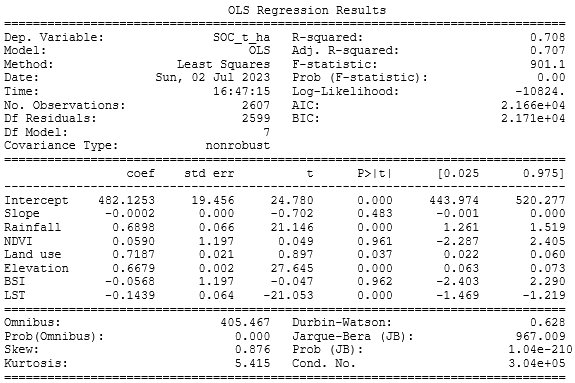 OLS Regression Results
Dep. Variable: SOC_t_ha R-squared: 0.708
Model: OLS Adj. R-squared: 0.707
Method: Least Squares F-statistic: 901.1
Date: Sun, 02 Jul 2023 Prob (F-statistic): 0.00
Time: 16:47:15 Log-Likelihood: -10824.
No. Observations: 2607 AIC: 2.166e+04
Df Residuals: 2599 BIC: 2.171e+04
Df Model: 7
Covariance Type: nonrobust
coef std err t P>|t| [0.025 0.975]
Intercept 482.1253 19.456 24.780 0.000 443.974 520.277
Slope -0.0002 0.000 -0.702 0.483 -0.001 0.000
Rainfall 0.6898 0.066 21.146 0.000 1.261 1.519
NDVI 0.0590 1.197 0.049 0.961 -2.287 2.405
Land use 0.7187 0.021 0.897 0.037 0.022 0.060
Elevation 0.6679 0.002 27.645 0.000 0.063 0.073
BSI -0.0568 1.197 -0.047 0.962 -2.403 2.290
LST -0.1439 0.064 -21.053 0.000 -1.469 -1.219
Omnibus: 405.467 Durbin-Watson: 0.628
Prob(Omnibus): 0.000 Jarque-Bera (JB): 967.009
Skew: 0.876 Prob (JB): 1.04e-210
Kurtosis: 5.415 Cond. No. 3.04e+05